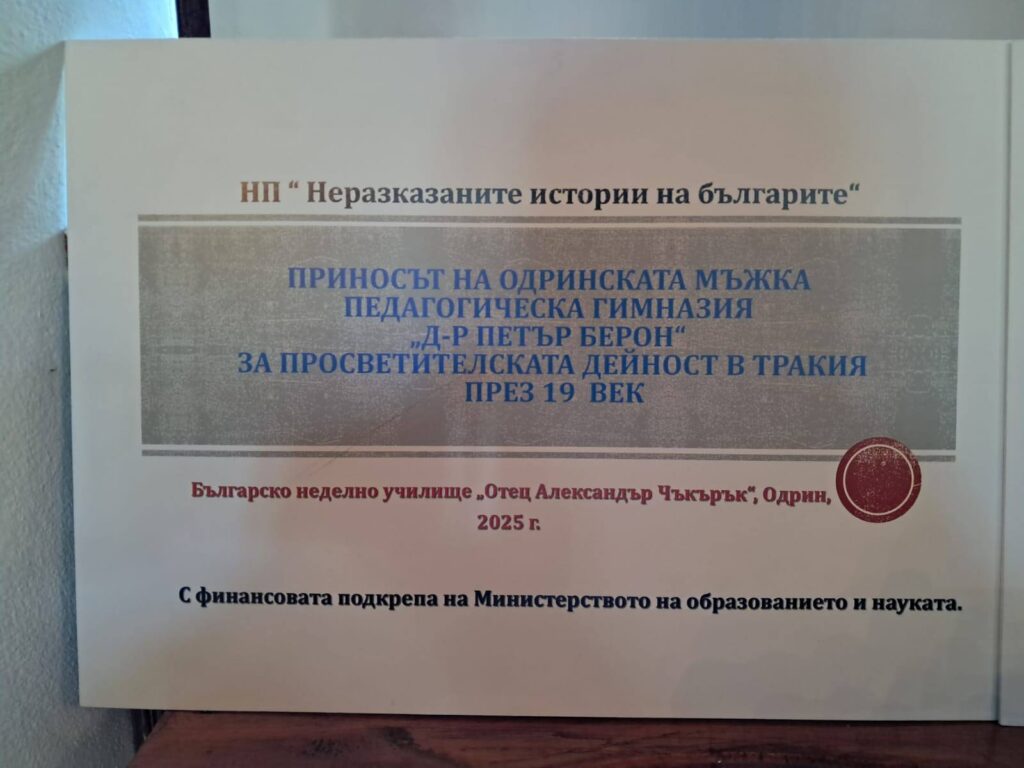 НП “ Неразказаните истории на българите“
ПРИНОСЪТ НА ОДРИНСКАТА МЪЖКА
ПЕДАГОГИЧЕСКА ГИМНАЗИЯ
„Д-Р ПЕТЪР БЕРОН“
ЗА ПРОСВЕТИТЕЛСКАТА ДЕЙНОСТ В ТРАКИЯ
ПРЕЗ 19 ВЕК
Българско неделно училище „Отец Александър Чъкърък“, Одрин,
2025 г.
С финансовата подкрепа на Министерството на образованието и науката.